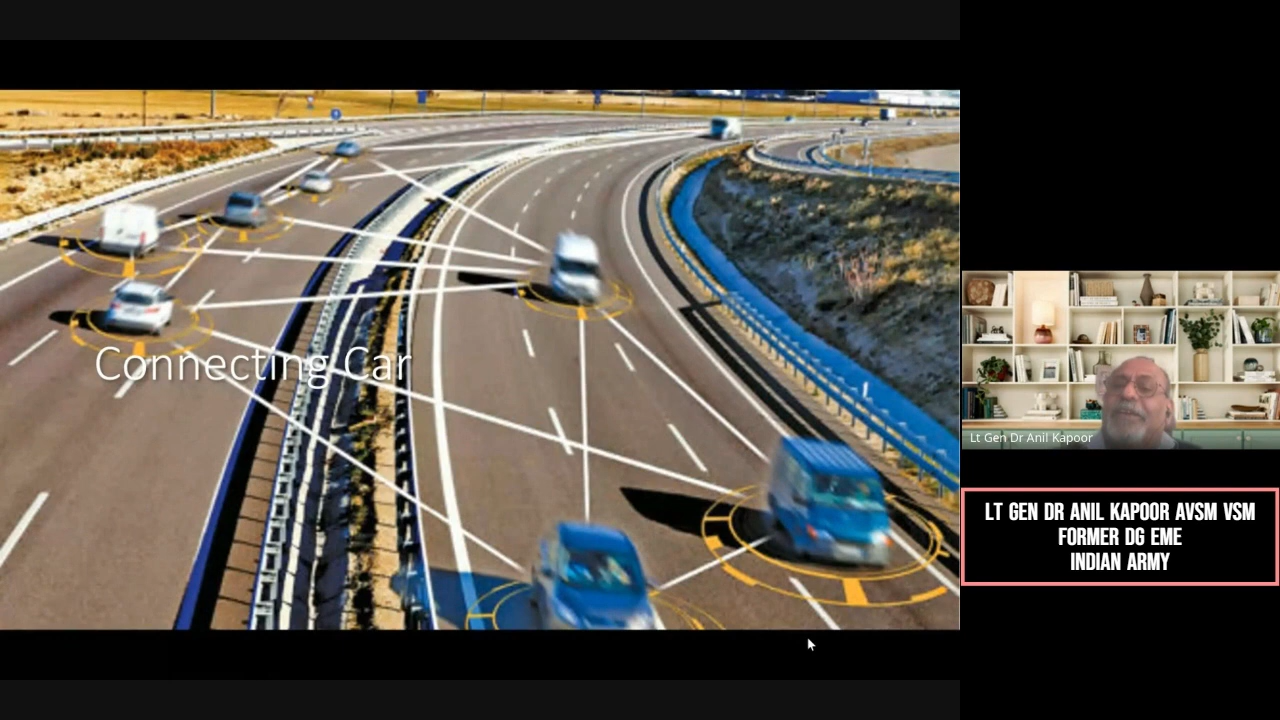 Connecting Car
Lt Gen Dr Anil Kapoor
LT GEN DR ANIL KAPOOR AVSM VSM
FORMER DG EME
INDIAN ARMY